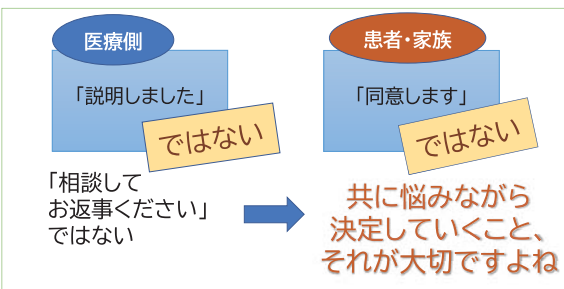 医療側
「説明しました」
ではない
患者・家族
「同意します」
ではない
「相談して
お返事ください」
ではない
共に悩みながら
決定していくこと、
それが大切ですよね